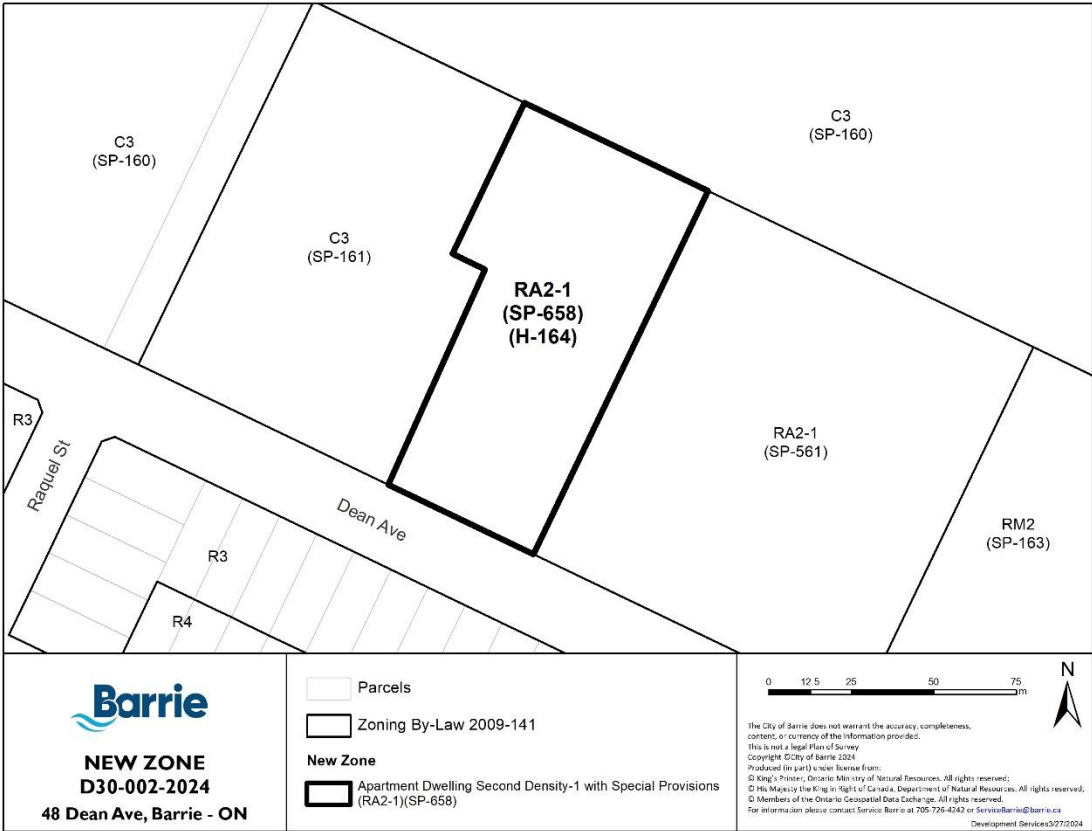 C3
(SP-160)
C3
(SP-160)
C3
(SP-161)
RA2-1
(SP-658)
(H-164)
RA2-1
(SP-561)
RM2
(SP-163)
R3
Raquel St
Dean Ave
R3
R4
Barrie
NEW ZONE
D30-002-2024
48 Dean Ave, Barrie - ON
Parcels
Zoning By-Law 2009-141
New Zone
Apartment Dwelling Second Density-1 with Special Provisions
(RA2-1)(SP-658)
0 12.5 25 50 75
m
N
The City of Barrie does not warrant the accuracy, completeness,
content, or currency of the information provided.
This is not a legal Plan of Survey
Copyright ©City of Barrie 2024
Produced (in part) under license from:
© King's Printer, Ontario Ministry of Natural Resources. All rights reserved;
© His Majesty the King in Right of Canada, Department of Natural Resources. All rights reserved;
© Members of the Ontario Geospatial Data Exchange. All rights reserved.
For information please contact Service Barrie at 705-726-4242 or ServiceBarrie@barrie.ca
Development Services3/27/2024